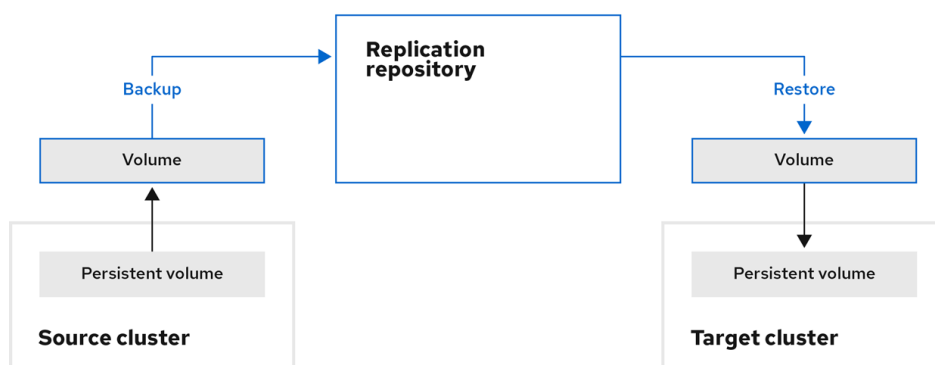 Replication
repository
Backup
Restore
Volume
Volume
Persistent volume
Persistent volume
Source cluster
Target cluster